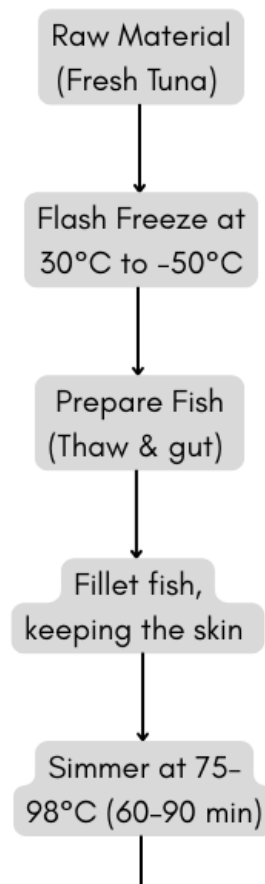 Raw Material
(Fresh Tuna)
Flash Freeze at
30°C to -50°C
Prepare Fish
(Thaw & gut)
Fillet fish,
keeping the skin
Simmer at 75-
98°C (60-90 min)